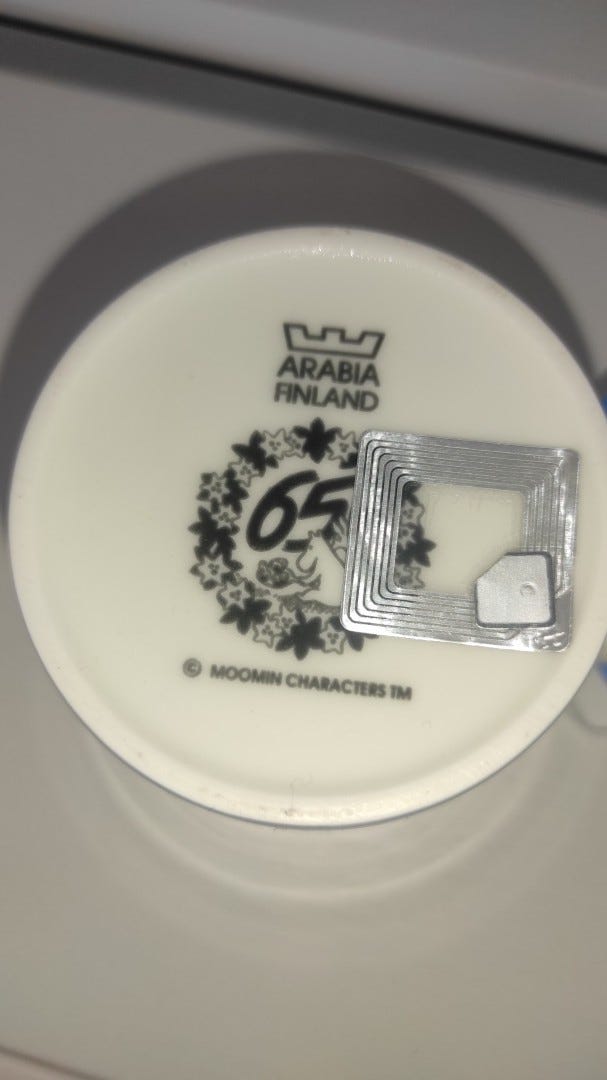 ARABIA
FINLAND
65
© MOOMIN CHARACTERS TM